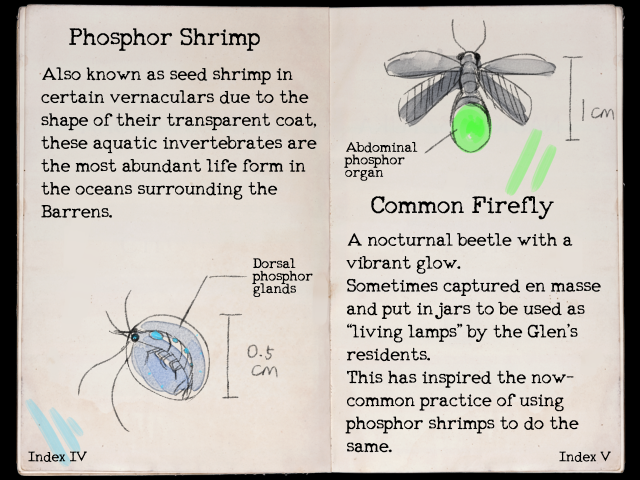 Phosphor Shrimp
Also known as seed shrimp in
certain vernaculars due to the
shape of their transparent coat,
these aquatic invertebrates are
the most abundant life form in
the oceans surrounding the
Barrens.
Dorsal
phosphor
glands
0.5
cm
Index IV
1 cm
Abdominal
phosphor
organ
Common Firefly
A nocturnal beetle with a
vibrant glow.
Sometimes captured en masse
and put in jars to be used as
"living lamps" by the Glen's
residents.
This has inspired the now-
common practice of using
phosphor shrimps to do the
same.
Index V